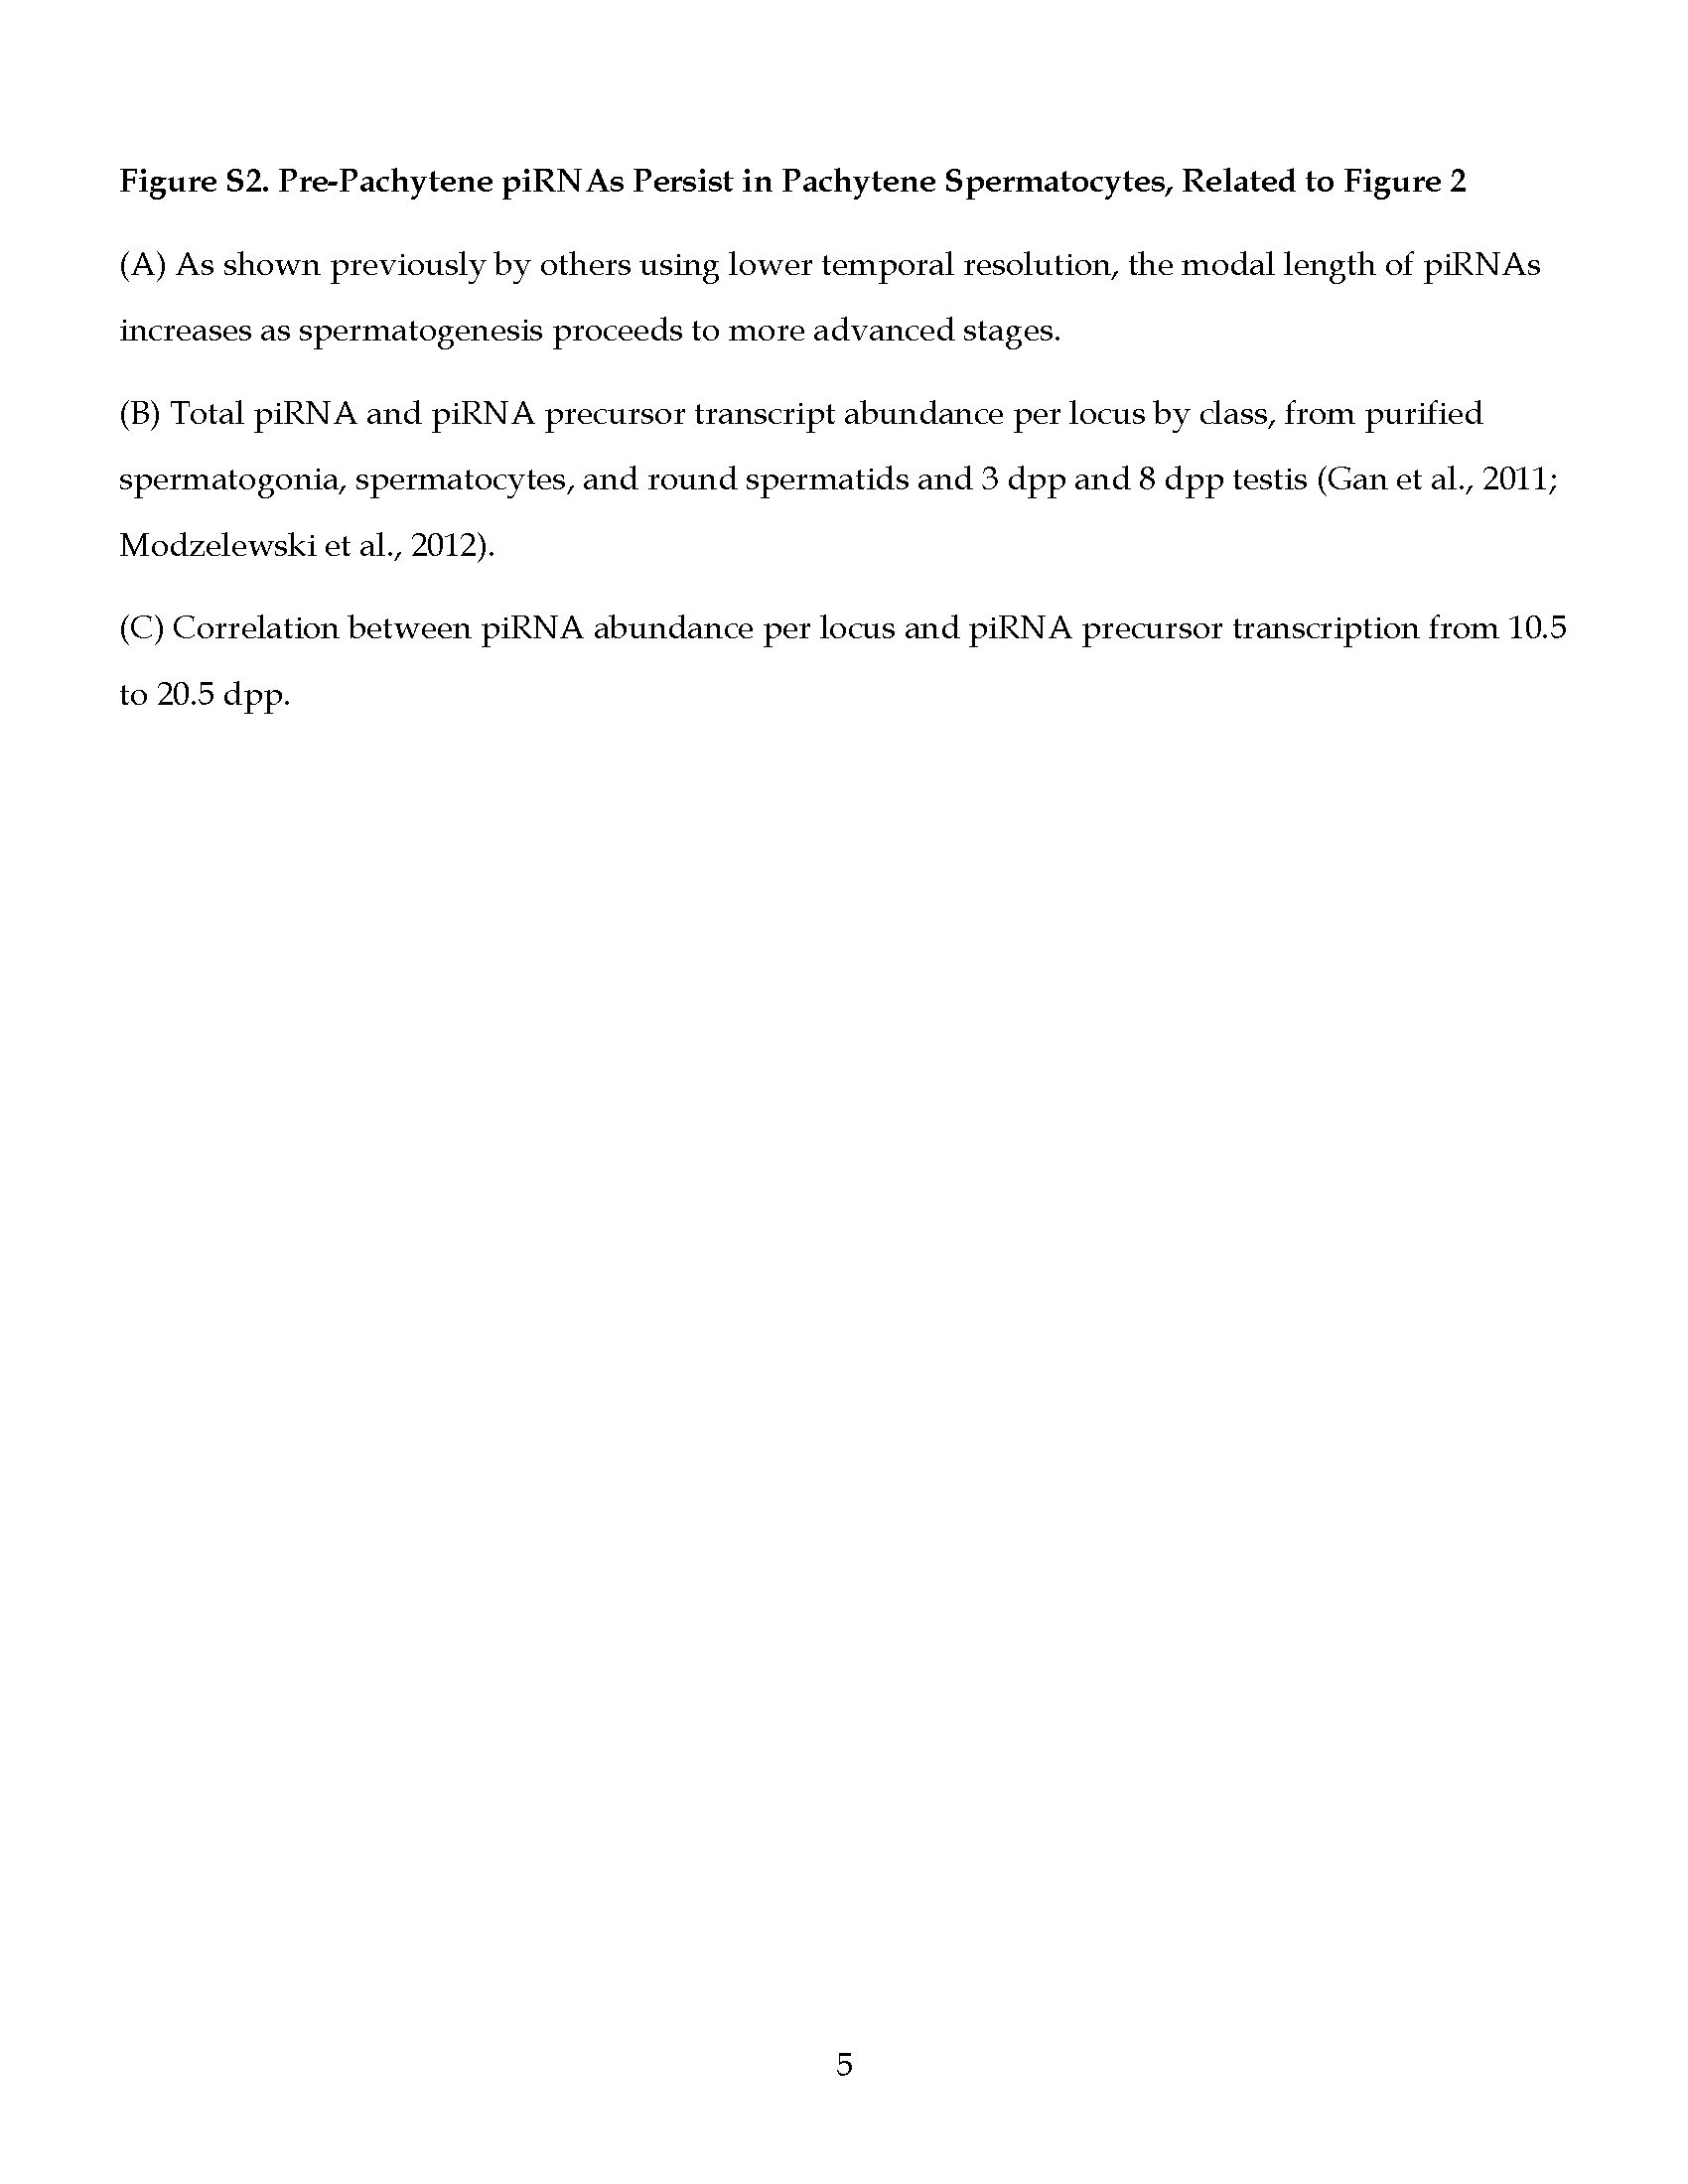 Figure S2. Pre-Pachytene piRNAs Persist in Pachytene Spermatocytes, Related to Figure 2
(A) As shown previously by others using lower temporal resolution, the modal length of piRNAs
increases as spermatogenesis proceeds to more advanced stages.
(B) Total piRNA and piRNA precursor transcript abundance per locus by class, from purified
spermatogonia, spermatocytes, and round spermatids and 3 dpp and 8 dpp testis (Gan et al., 2011;
Modzelewski et al., 2012).
(C) Correlation between piRNA abundance per locus and piRNA precursor transcription from 10.5
to 20.5 dpp.
5